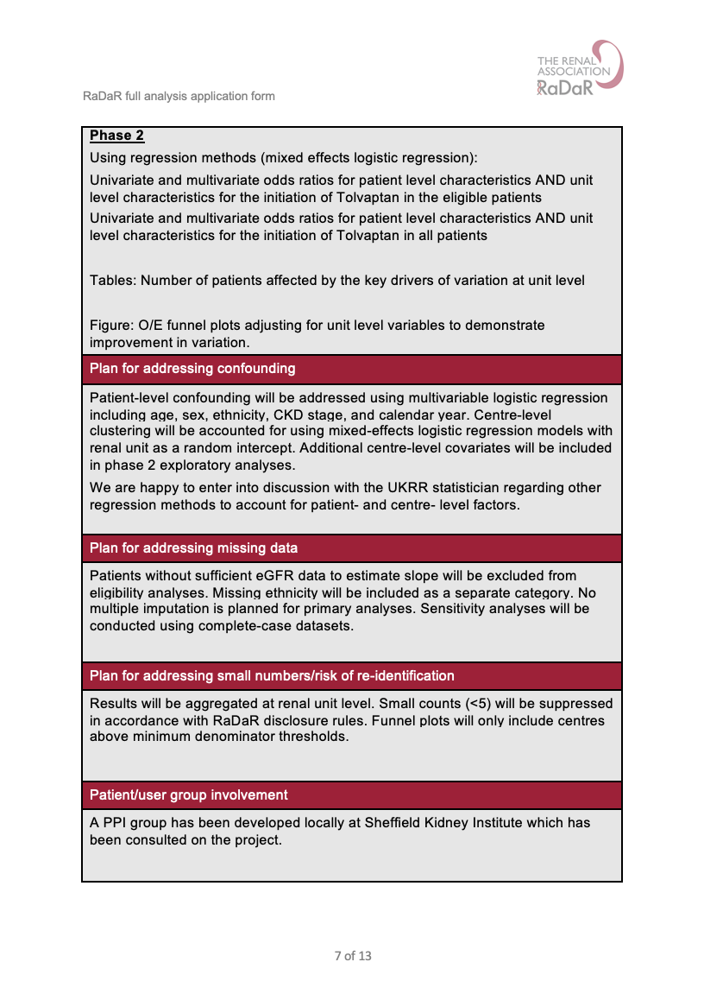 THE RENAL
ASSOCIATION
RaDaR
RaDaR full analysis application form
Phase 2
Using regression methods (mixed effects logistic regression):
Univariate and multivariate odds ratios for patient level characteristics AND unit
level characteristics for the initiation of Tolvaptan in the eligible patients
Univariate and multivariate odds ratios for patient level characteristics AND unit
level characteristics for the initiation of Tolvaptan in all patients
Tables: Number of patients affected by the key drivers of variation at unit level
Figure: O/E funnel plots adjusting for unit level variables to demonstrate
improvement in variation.
Plan for addressing confounding
Patient-level confounding will be addressed using multivariable logistic regression
including age, sex, ethnicity, CKD stage, and calendar year. Centre-level
clustering will be accounted for using mixed-effects logistic regression models with
renal unit as a random intercept. Additional centre-level covariates will be included
in phase 2 exploratory analyses.
We are happy to enter into discussion with the UKRR statistician regarding other
regression methods to account for patient- and centre- level factors.
Plan for addressing missing data
Patients without sufficient eGFR data to estimate slope will be excluded from
eligibility analyses. Missing ethnicity will be included as a separate category. No
multiple imputation is planned for primary analyses. Sensitivity analyses will be
conducted using complete-case datasets.
Plan for addressing small numbers/risk of re-identification
Results will be aggregated at renal unit level. Small counts (<5) will be suppressed
in accordance with RaDaR disclosure rules. Funnel plots will only include centres
above minimum denominator thresholds.
Patient/user group involvement
A PPI group has been developed locally at Sheffield Kidney Institute which has
been consulted on the project.
7 of 13